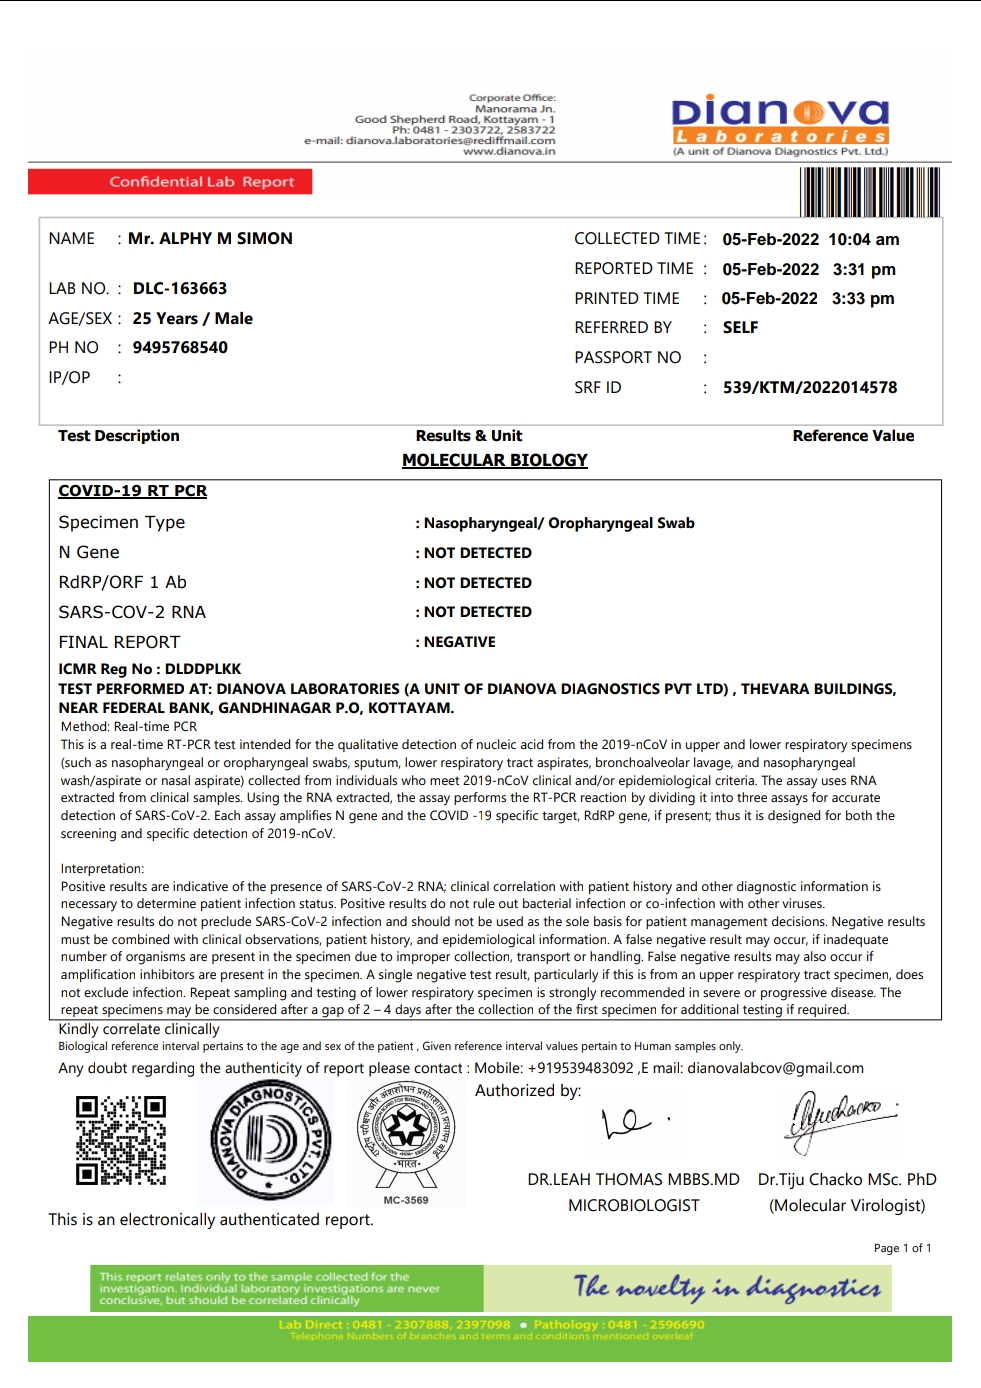 Corporate Office:
Manorama Jn.
Good Shepherd Road, Kottayam - 1
Ph: 0481 - 2303722, 2583722
e-mail: dianova.laboratories@rediffmail.com
www.dianova.in
Dianova
Laboratories
(A unit of Dianova Diagnostics Pvt. Ltd.)
Confidential Lab Report
NAME : Mr. ALPHY M SIMON
LAB NO. : DLC-163663
AGE/SEX : 25 Years / Male
PH NO : 9495768540
IP/OP :
COLLECTED TIME : 05-Feb-2022 10:04 am
REPORTED TIME : 05-Feb-2022 3:31 pm
PRINTED TIME : 05-Feb-2022 3:33 pm
REFERRED BY : SELF
PASSPORT NO :
SRF ID : 539/KTM/2022014578
Test Description Results & Unit Reference Value
MOLECULAR BIOLOGY
COVID-19 RT PCR
Specimen Type : Nasopharyngeal/ Oropharyngeal Swab
N Gene : NOT DETECTED
RdRP/ORF 1 Ab : NOT DETECTED
SARS-COV-2 RNA : NOT DETECTED
FINAL REPORT : NEGATIVE
ICMR Reg No : DLDDPLKK
TEST PERFORMED AT: DIANOVA LABORATORIES (A UNIT OF DIANOVA DIAGNOSTICS PVT LTD) , THEVARA BUILDINGS,
NEAR FEDERAL BANK, GANDHINAGAR P.O, KOTTAYAM.
Method: Real-time PCR
This is a real-time RT-PCR test intended for the qualitative detection of nucleic acid from the 2019-nCoV in upper and lower respiratory specimens
(such as nasopharyngeal or oropharyngeal swabs, sputum, lower respiratory tract aspirates, bronchoalveolar lavage, and nasopharyngeal
wash/aspirate or nasal aspirate) collected from individuals who meet 2019-nCoV clinical and/or epidemiological criteria. The assay uses RNA
extracted from clinical samples. Using the RNA extracted, the assay performs the RT-PCR reaction by dividing it into three assays for accurate
detection of SARS-CoV-2. Each assay amplifies N gene and the COVID -19 specific target, RdRP gene, if present; thus it is designed for both the
screening and specific detection of 2019-nCoV.
Interpretation:
Positive results are indicative of the presence of SARS-CoV-2 RNA; clinical correlation with patient history and other diagnostic information is
necessary to determine patient infection status. Positive results do not rule out bacterial infection or co-infection with other viruses.
Negative results do not preclude SARS-CoV-2 infection and should not be used as the sole basis for patient management decisions. Negative results
must be combined with clinical observations, patient history, and epidemiological information. A false negative result may occur, if inadequate
number of organisms are present in the specimen due to improper collection, transport or handling. False negative results may also occur if
amplification inhibitors are present in the specimen. A single negative test result, particularly if this is from an upper respiratory tract specimen, does
not exclude infection. Repeat sampling and testing of lower respiratory specimen is strongly recommended in severe or progressive disease. The
repeat specimens may be considered after a gap of 2 – 4 days after the collection of the first specimen for additional testing if required.
Kindly correlate clinically
Biological reference interval pertains to the age and sex of the patient , Given reference interval values pertain to Human samples only.
Any doubt regarding the authenticity of report please contact : Mobile: +919539483092 ,E mail: dianovalabcov@gmail.com
Authorized by:
DIANOVA DIAGNOSTICS PVT. LTD.
राष्ट्रीय परीक्षण और अंशशोधन प्रयोगशाला प्रत्यायन बोर्ड
भारत
MC-3569
DR.LEAH THOMAS MBBS.MD
MICROBIOLOGIST
Dr.Tiju Chacko MSc. PhD
(Molecular Virologist)
This is an electronically authenticated report.
Page 1 of 1
This report relates only to the sample collected for the
investigation. Individual laboratory investigations are never
conclusive, but should be correlated clinically
The novelty in diagnostics
Lab Direct : 0481 - 2307888, 2397098 ● Pathology : 0481 - 2596690
Telephone Numbers of branches and terms and conditions mentioned overleaf